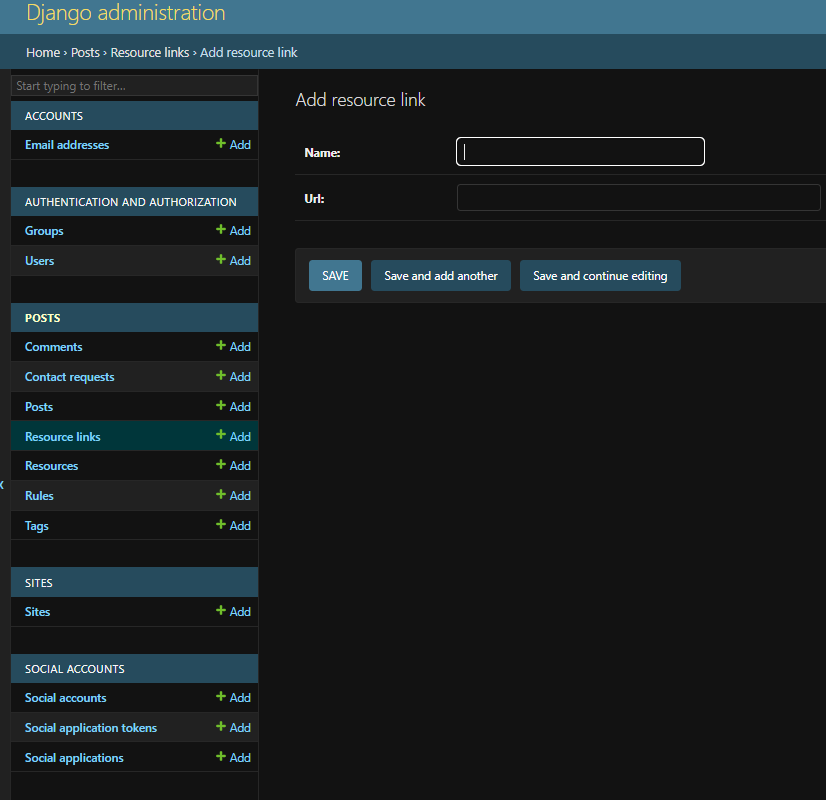 Django administration
Home › Posts › Resource links › Add resource link
Start typing to filter...
ACCOUNTS
Email addresses + Add
AUTHENTICATION AND AUTHORIZATION
Groups + Add
Users + Add
POSTS
Comments + Add
Contact requests + Add
Posts + Add
Resource links + Add
Resources + Add
Rules + Add
Tags + Add
SITES
Sites + Add
SOCIAL ACCOUNTS
Social accounts + Add
Social application tokens + Add
Social applications + Add
Add resource link
Name:
Url:
SAVE Save and add another Save and continue editing